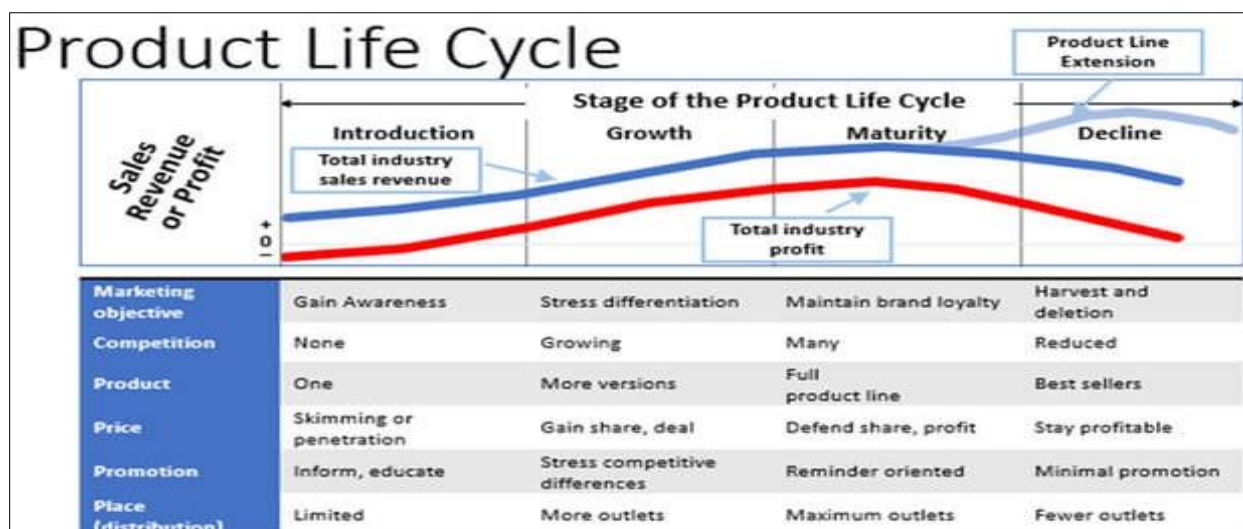 Product Life Cycle
Product Line
Extension
Stage of the Product Life Cycle
Sales
Revenue
or Profit
Introduction
Growth
Maturity
Decline
Total industry
sales revenue
Total industry
profit
+
0
−
Marketing
objective
Gain Awareness
Stress differentiation
Maintain brand loyalty
Harvest and
deletion
Competition
None
Growing
Many
Reduced
Product
One
More versions
Full
product line
Best sellers
Price
Skimming or
penetration
Gain share, deal
Defend share, profit
Stay profitable
Promotion
Inform, educate
Stress competitive
differences
Reminder oriented
Minimal promotion
Place
(distribution)
Limited
More outlets
Maximum outlets
Fewer outlets